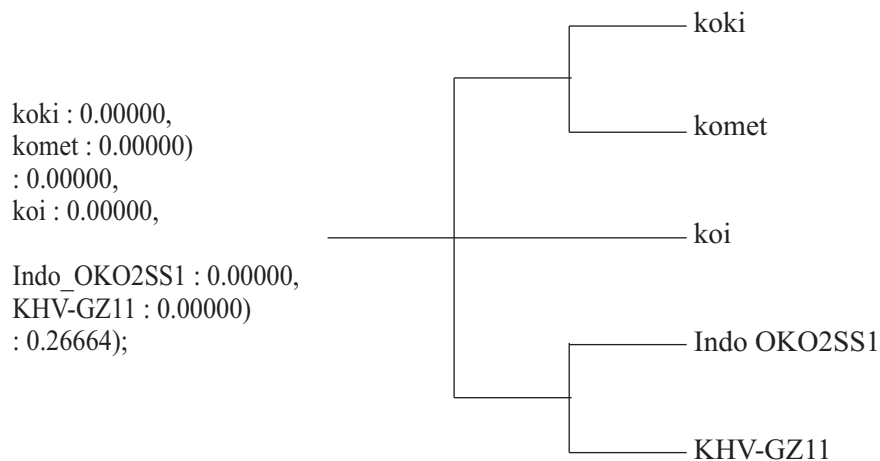 koki : 0.00000,
komet : 0.00000)
: 0.00000,
koi : 0.00000,
Indo_OKO2SS1 : 0.00000,
KHV-GZ11 : 0.00000)
: 0.26664);
koki
komet
koi
Indo OKO2SS1
KHV-GZ11